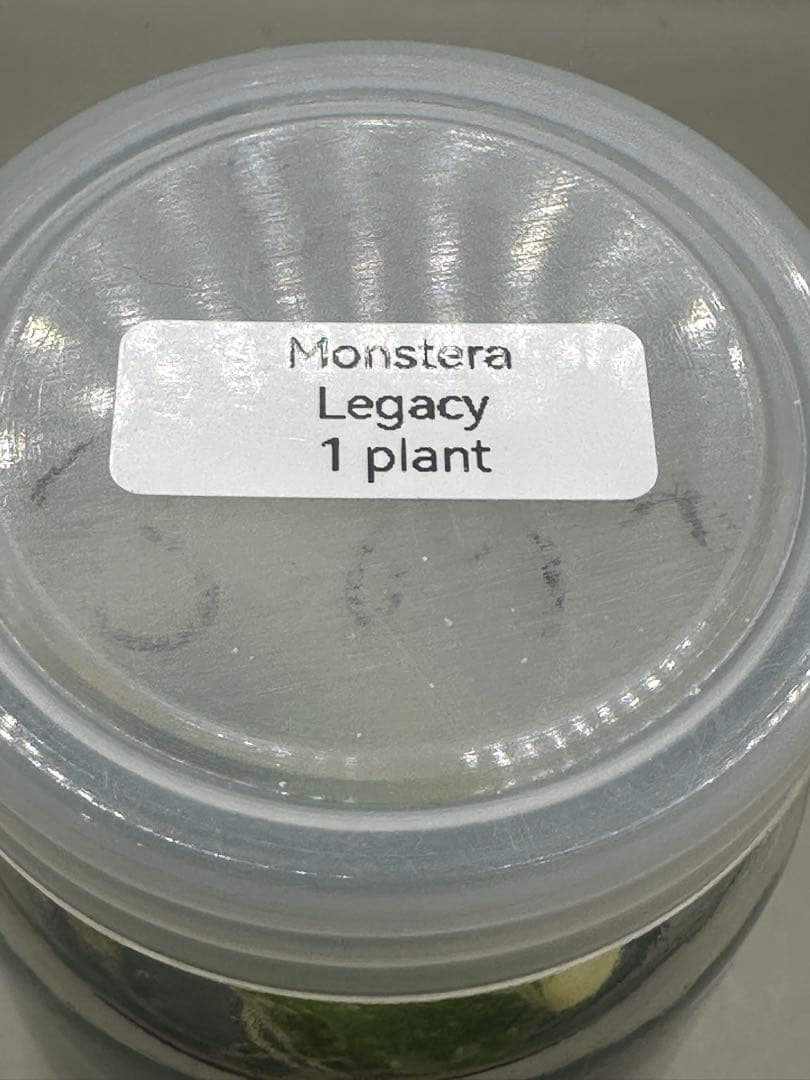 Monstera
Legacy
1 plant